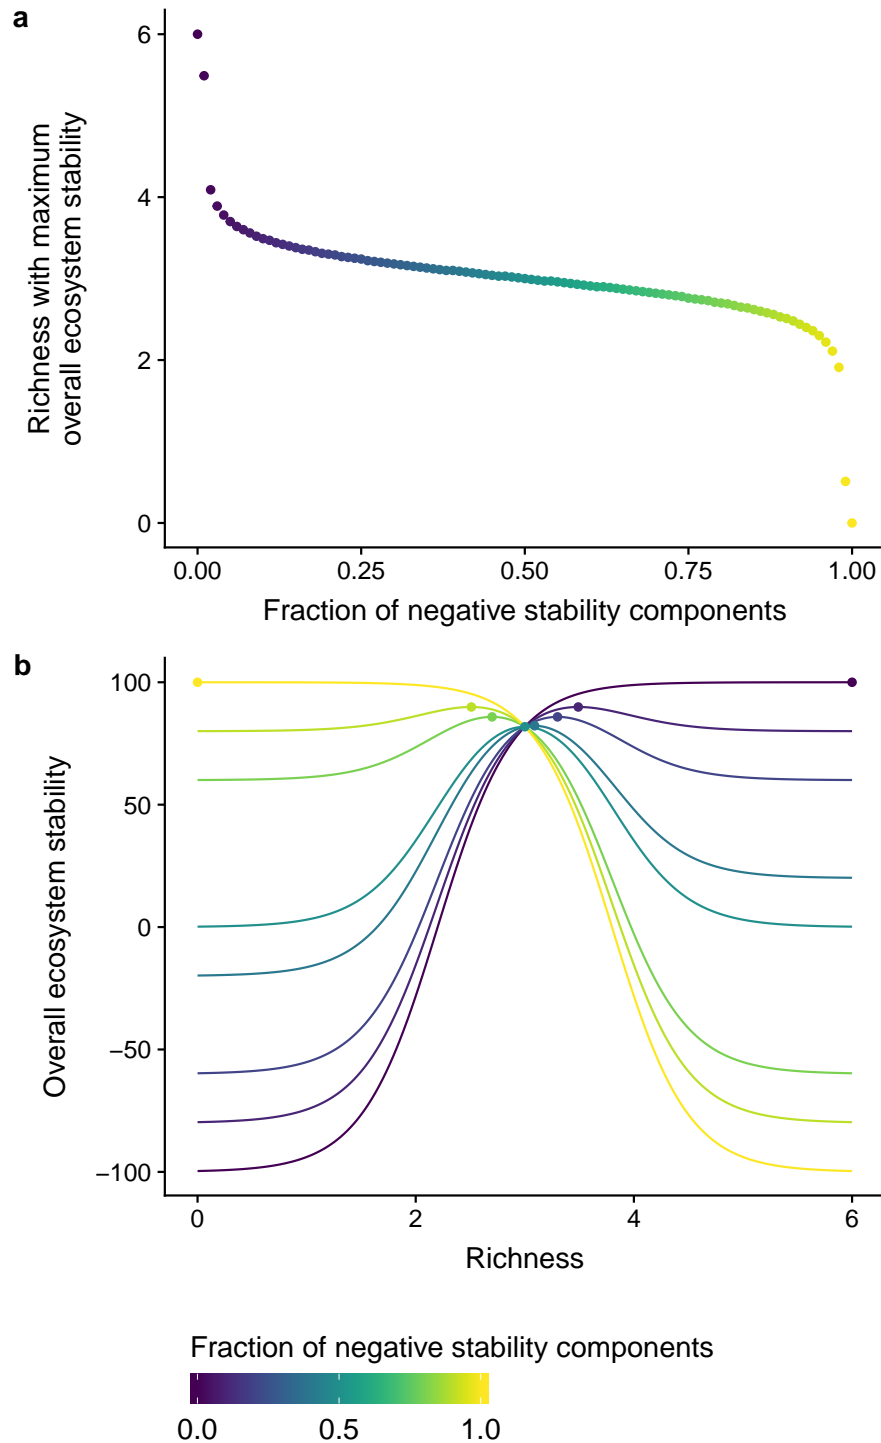 a
Richness with maximum
overall ecosystem stability
6
4
2
0
0.00 0.25 0.50 0.75 1.00
Fraction of negative stability components
b
Overall ecosystem stability
100
50
0
−50
−100
0 2 4 6
Richness
Fraction of negative stability components
0.0 0.5 1.0